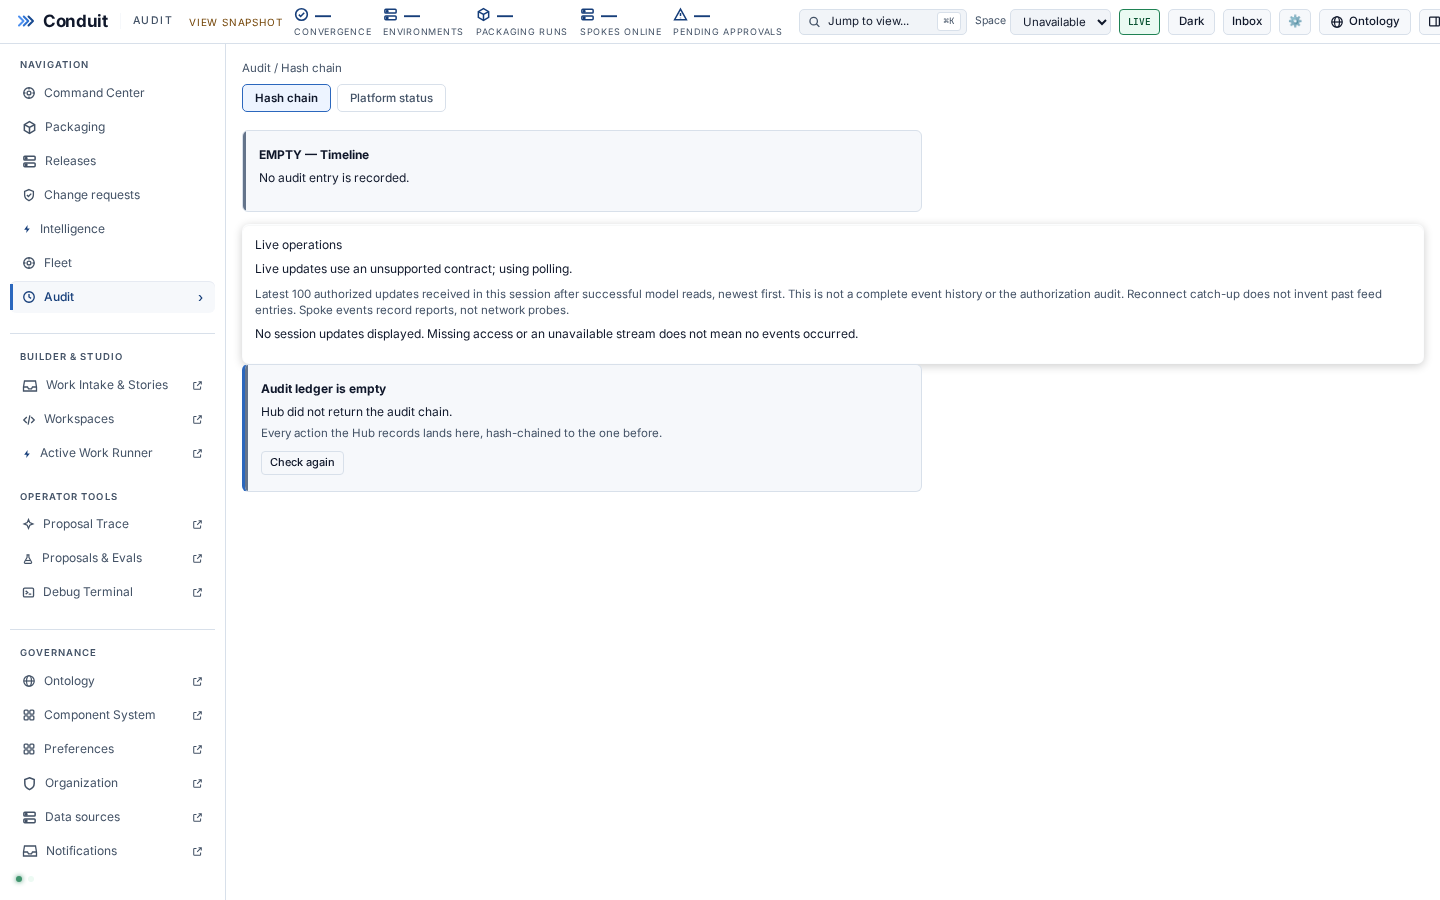 Conduit
AUDIT
VIEW SNAPSHOT
—
CONVERGENCE
—
ENVIRONMENTS
—
PACKAGING RUNS
—
SPOKES ONLINE
—
PENDING APPROVALS
Jump to view...
⌘K
Space
Unavailable
LIVE
Dark
Inbox
Ontology
NAVIGATION
Command Center
Packaging
Releases
Change requests
Intelligence
Fleet
Audit
›
BUILDER & STUDIO
Work Intake & Stories
Workspaces
Active Work Runner
OPERATOR TOOLS
Proposal Trace
Proposals & Evals
Debug Terminal
GOVERNANCE
Ontology
Component System
Preferences
Organization
Data sources
Notifications
Audit / Hash chain
Hash chain
Platform status
EMPTY — Timeline
No audit entry is recorded.
Live operations
Live updates use an unsupported contract; using polling.
Latest 100 authorized updates received in this session after successful model reads, newest first. This is not a complete event history or the authorization audit. Reconnect catch-up does not invent past feed
entries. Spoke events record reports, not network probes.
No session updates displayed. Missing access or an unavailable stream does not mean no events occurred.
Audit ledger is empty
Hub did not return the audit chain.
Every action the Hub records lands here, hash-chained to the one before.
Check again